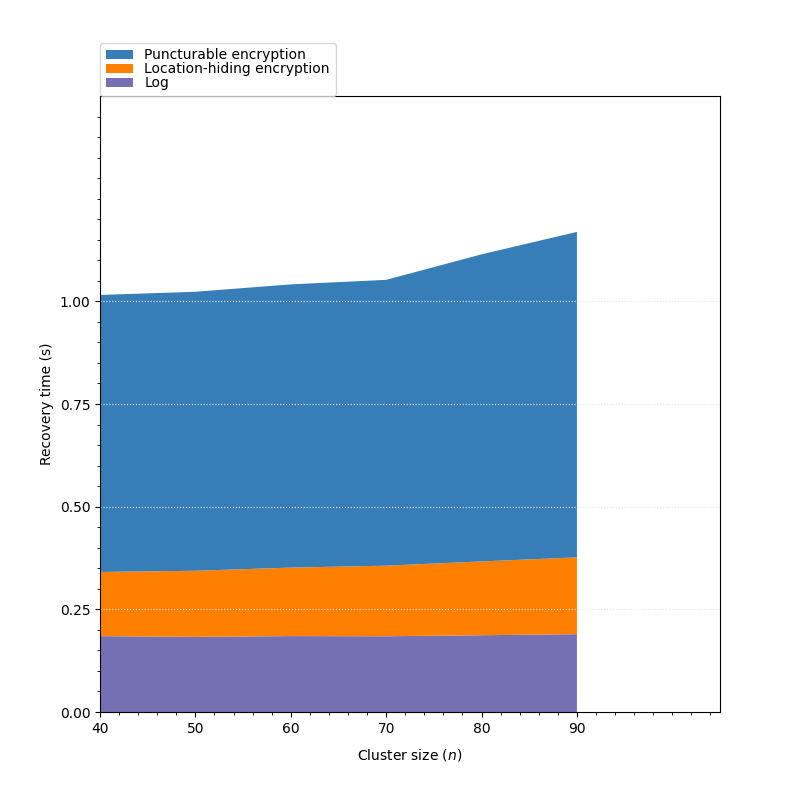 Puncturable encryption
Location-hiding encryption
Log
1.00
0.75
0.50
0.25
0.00
Recovery time (s)
40 50 60 70 80 90
Cluster size (n)